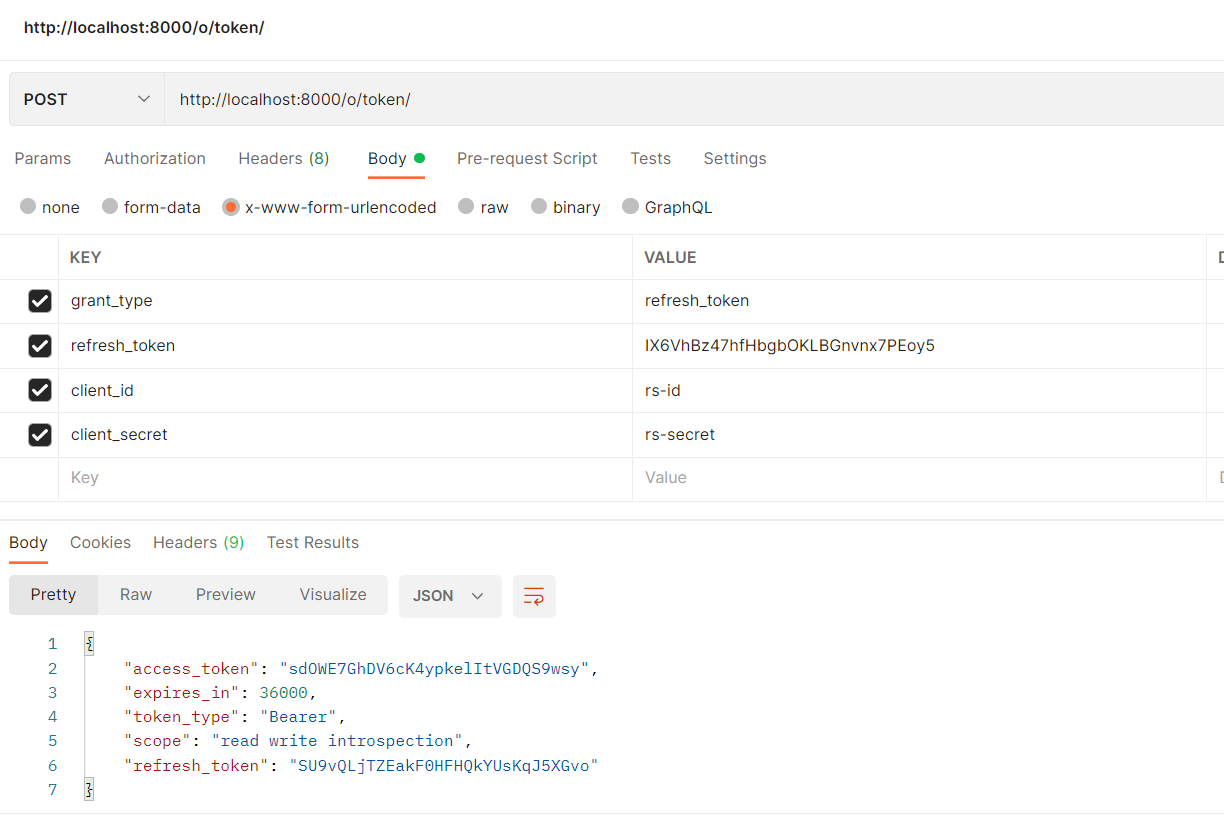 http://localhost:8000/o/token/
POST http://localhost:8000/o/token/
Params Authorization Headers (8) Body Pre-request Script Tests Settings
none form-data x-www-form-urlencoded raw binary GraphQL
KEY VALUE D
grant_type refresh_token
refresh_token IX6VhBz47hfHbgbOKLBGnvnx7PEoy5
client_id rs-id
client_secret rs-secret
Key Value D
Body Cookies Headers (9) Test Results
Pretty Raw Preview Visualize JSON
1 {
2 "access_token": "sdOWE7GhDV6cK4ypkelItVGDQS9wsy",
3 "expires_in": 36000,
4 "token_type": "Bearer",
5 "scope": "read write introspection",
6 "refresh_token": "SU9vQLjTZEakF0HFHQkYUsKqJ5XGvo"
7 }